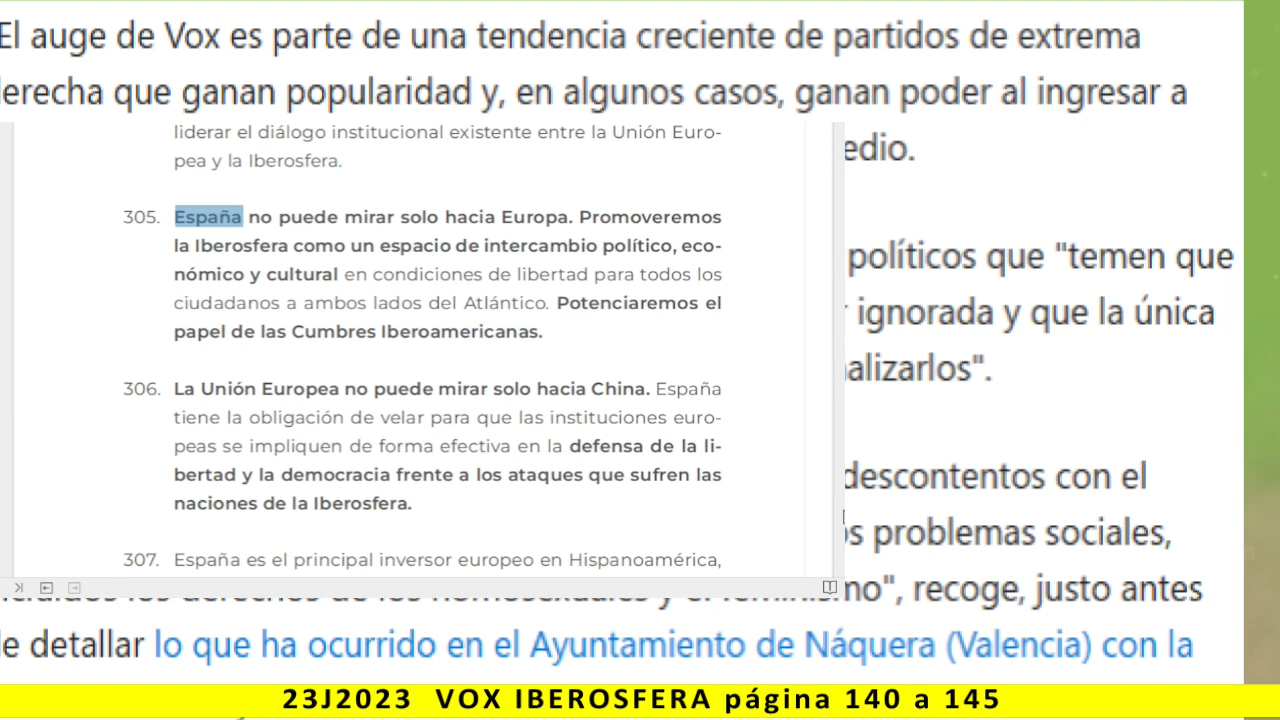 El auge de Vox es parte de una tendencia creciente de partidos de extrema
derecha que ganan popularidad y, en algunos casos, ganan poder al ingresar a
edio.
políticos que "temen que
ignorada y que la única
alizarlos".
descontentos con el
os problemas sociales,
los derechos de los homosexuales y el feminismo", recoge, justo antes
de detallar lo que ha ocurrido en el Ayuntamiento de Náquera (Valencia) con la
liderar el diálogo institucional existente entre la Unión Euro-
pea y la Iberosfera.
305. España no puede mirar solo hacia Europa. Promoveremos
la Iberosfera como un espacio de intercambio político, eco-
nómico y cultural en condiciones de libertad para todos los
ciudadanos a ambos lados del Atlántico. Potenciaremos el
papel de las Cumbres Iberoamericanas.
306. La Unión Europea no puede mirar solo hacia China. España
tiene la obligación de velar para que las instituciones euro-
peas se impliquen de forma efectiva en la defensa de la li-
bertad y la democracia frente a los ataques que sufren las
naciones de la Iberosfera.
307. España es el principal inversor europeo en Hispanoamérica,
23J2023 VOX IBEROSFERA página 140 a 145